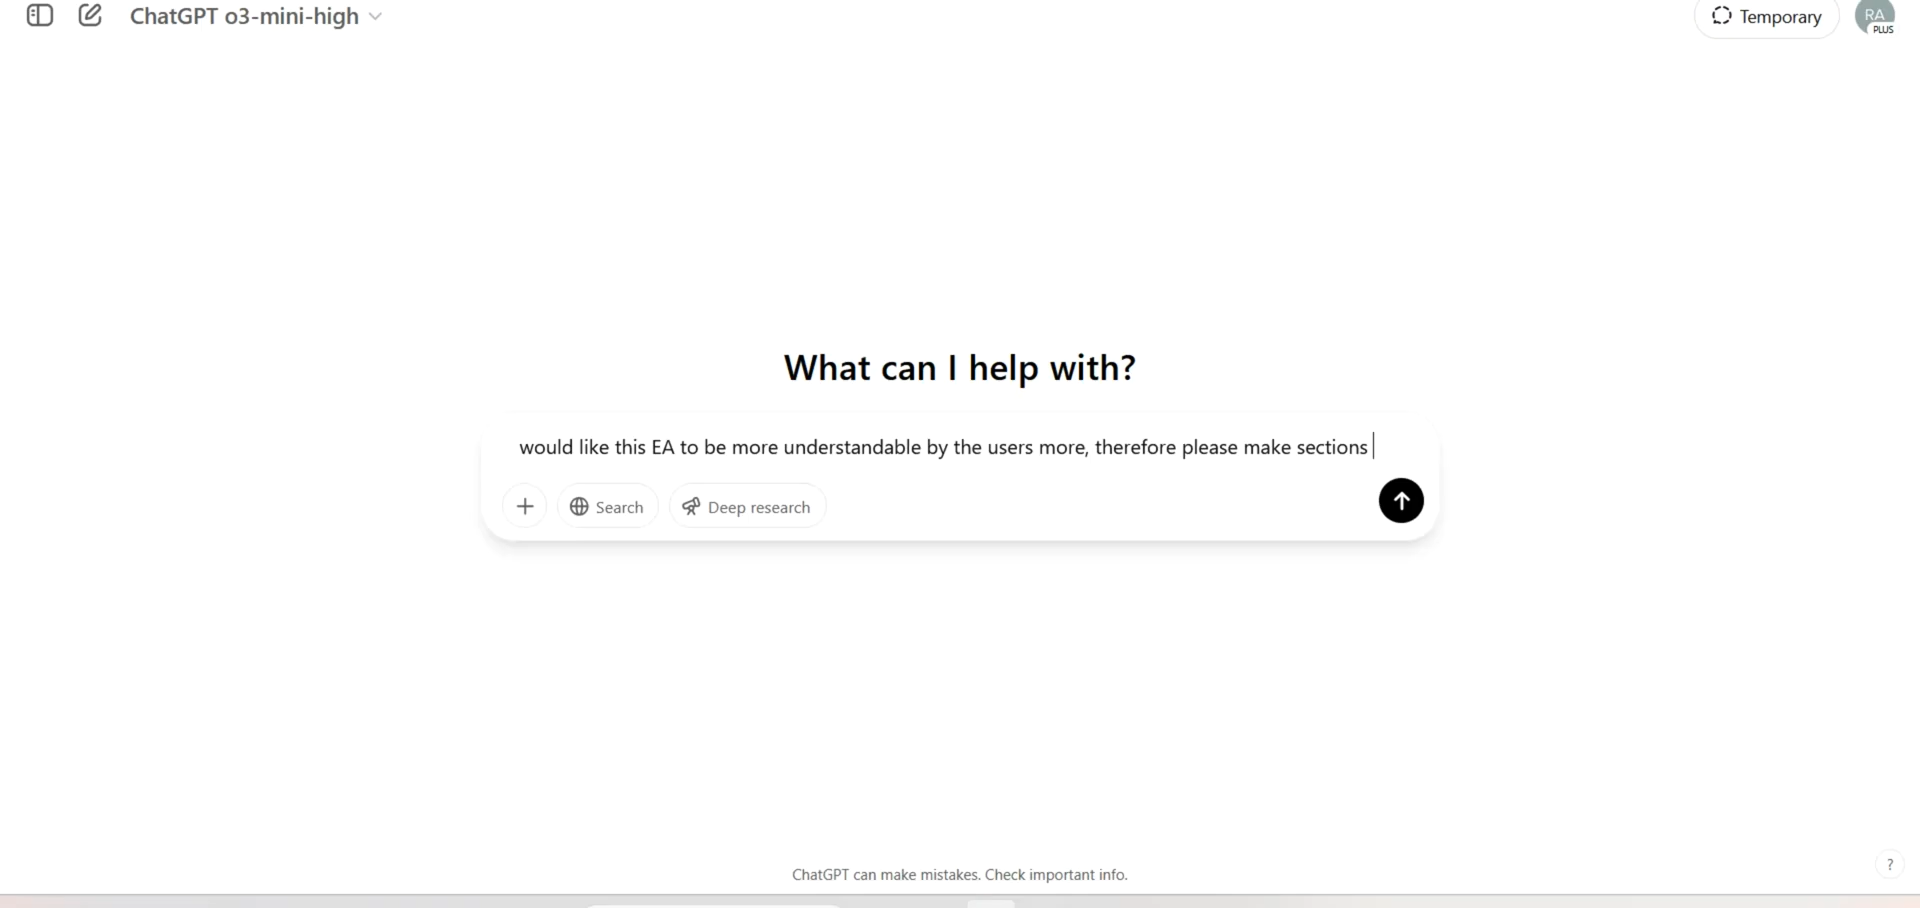 ChatGPT o3-mini-high
Temporary
RA
PLUS
What can I help with?
would like this EA to be more understandable by the users more, therefore please make sections
Search
Deep research
ChatGPT can make mistakes. Check important info.
?